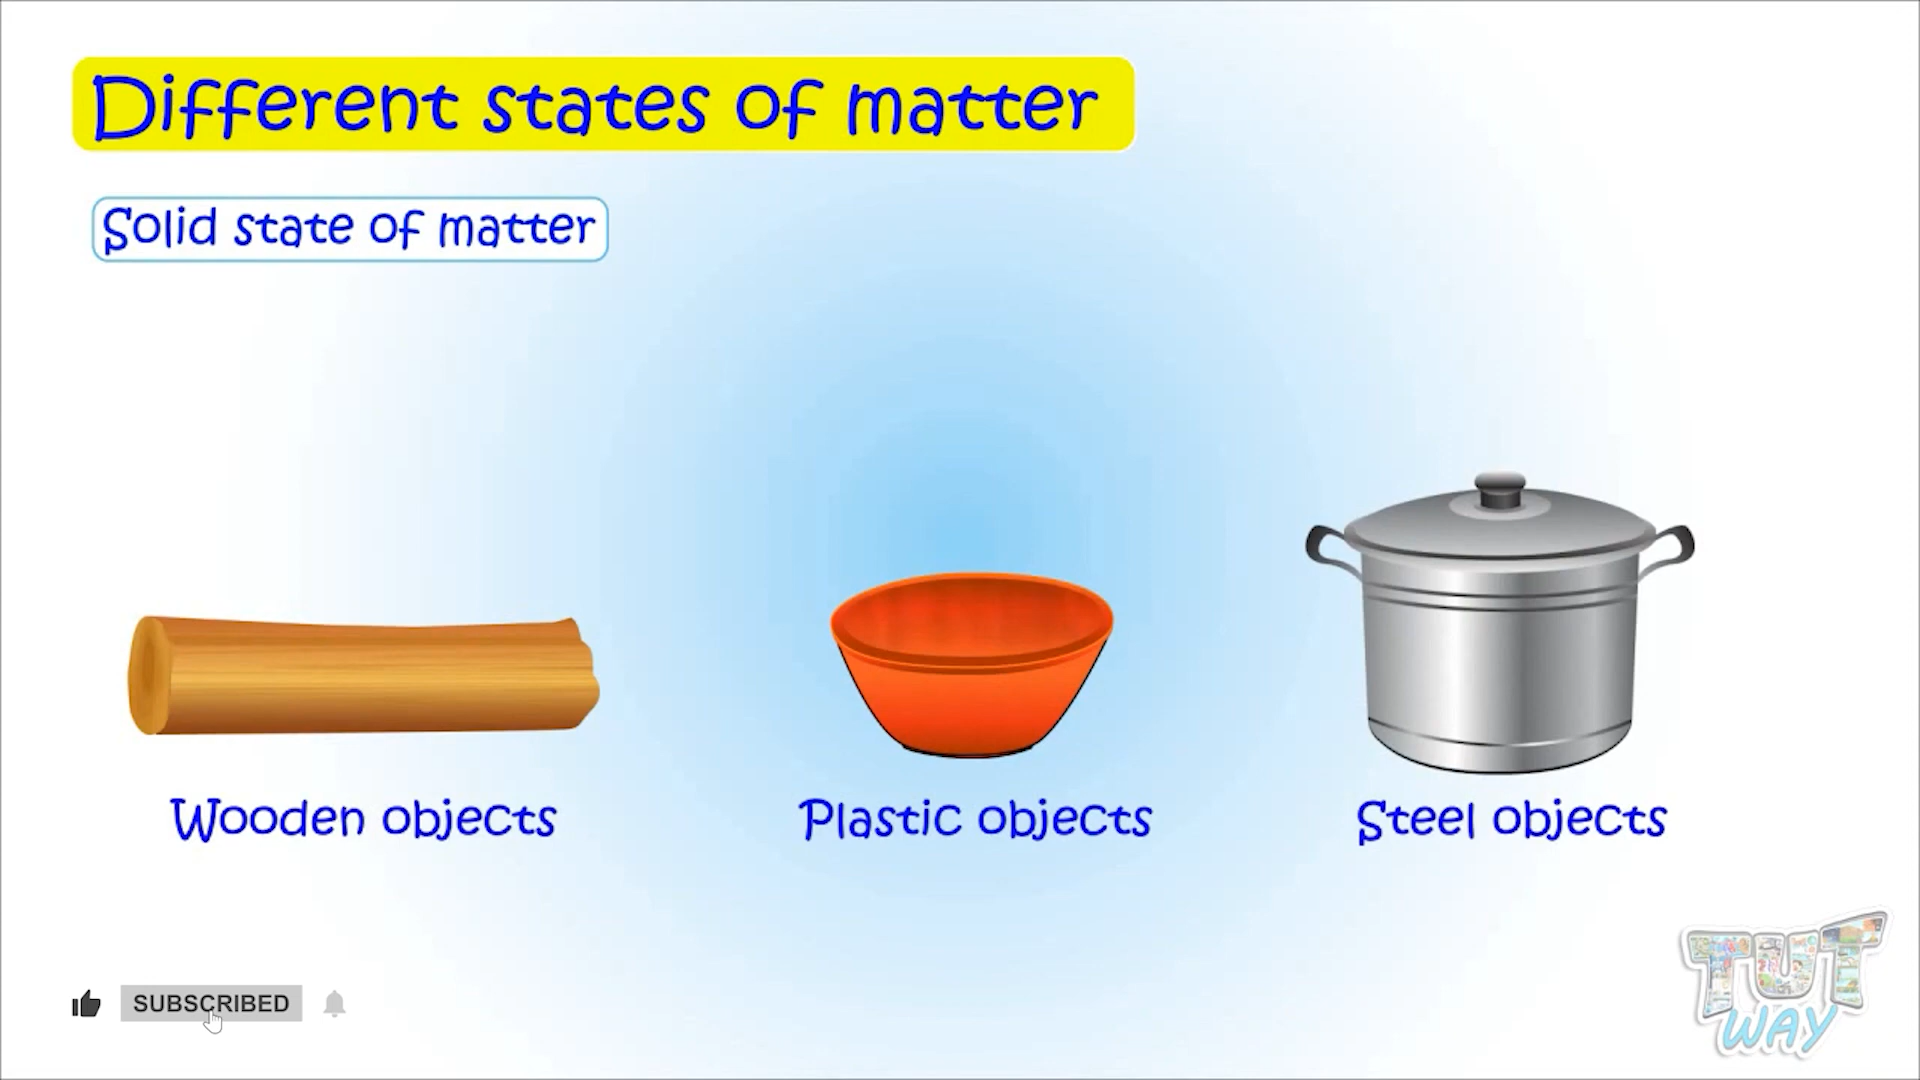 Different states of matter
Solid state of matter
Wooden objects
Plastic objects
Steel objects
SUBSCRIBED
TUT
WAY